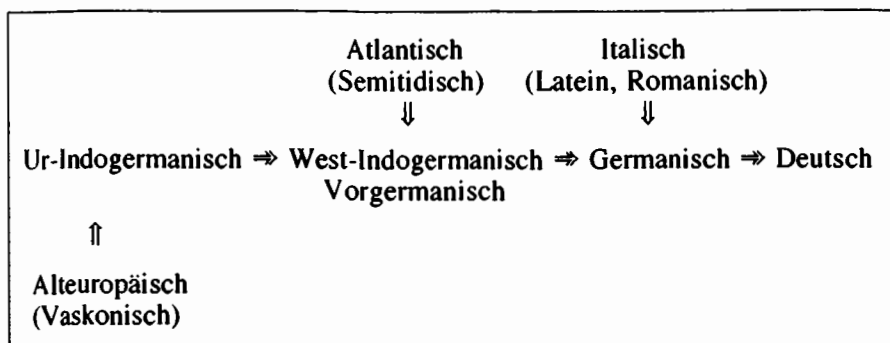 Atlantisch Italisch
(Semitidisch) (Latein, Romanisch)
⇓ ⇓
Ur-Indogermanisch ⇒ West-Indogermanisch ⇒ Germanisch ⇒ Deutsch
Vorgermanisch
⇑
Alteuropäisch
(Vaskonisch)